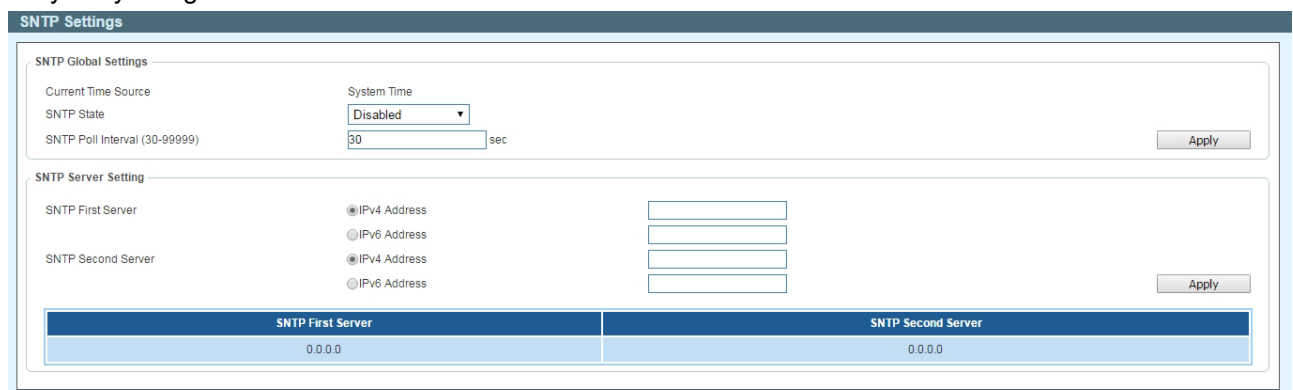 SNTP Settings
SNTP Global Settings
Current Time Source System Time
SNTP State Disabled
SNTP Poll Interval (30-99999) 30 sec Apply
SNTP Server Setting
SNTP First Server IPv4 Address
IPv6 Address
SNTP Second Server IPv4 Address
IPv6 Address Apply
SNTP First Server SNTP Second Server
0.0.0.0 0.0.0.0